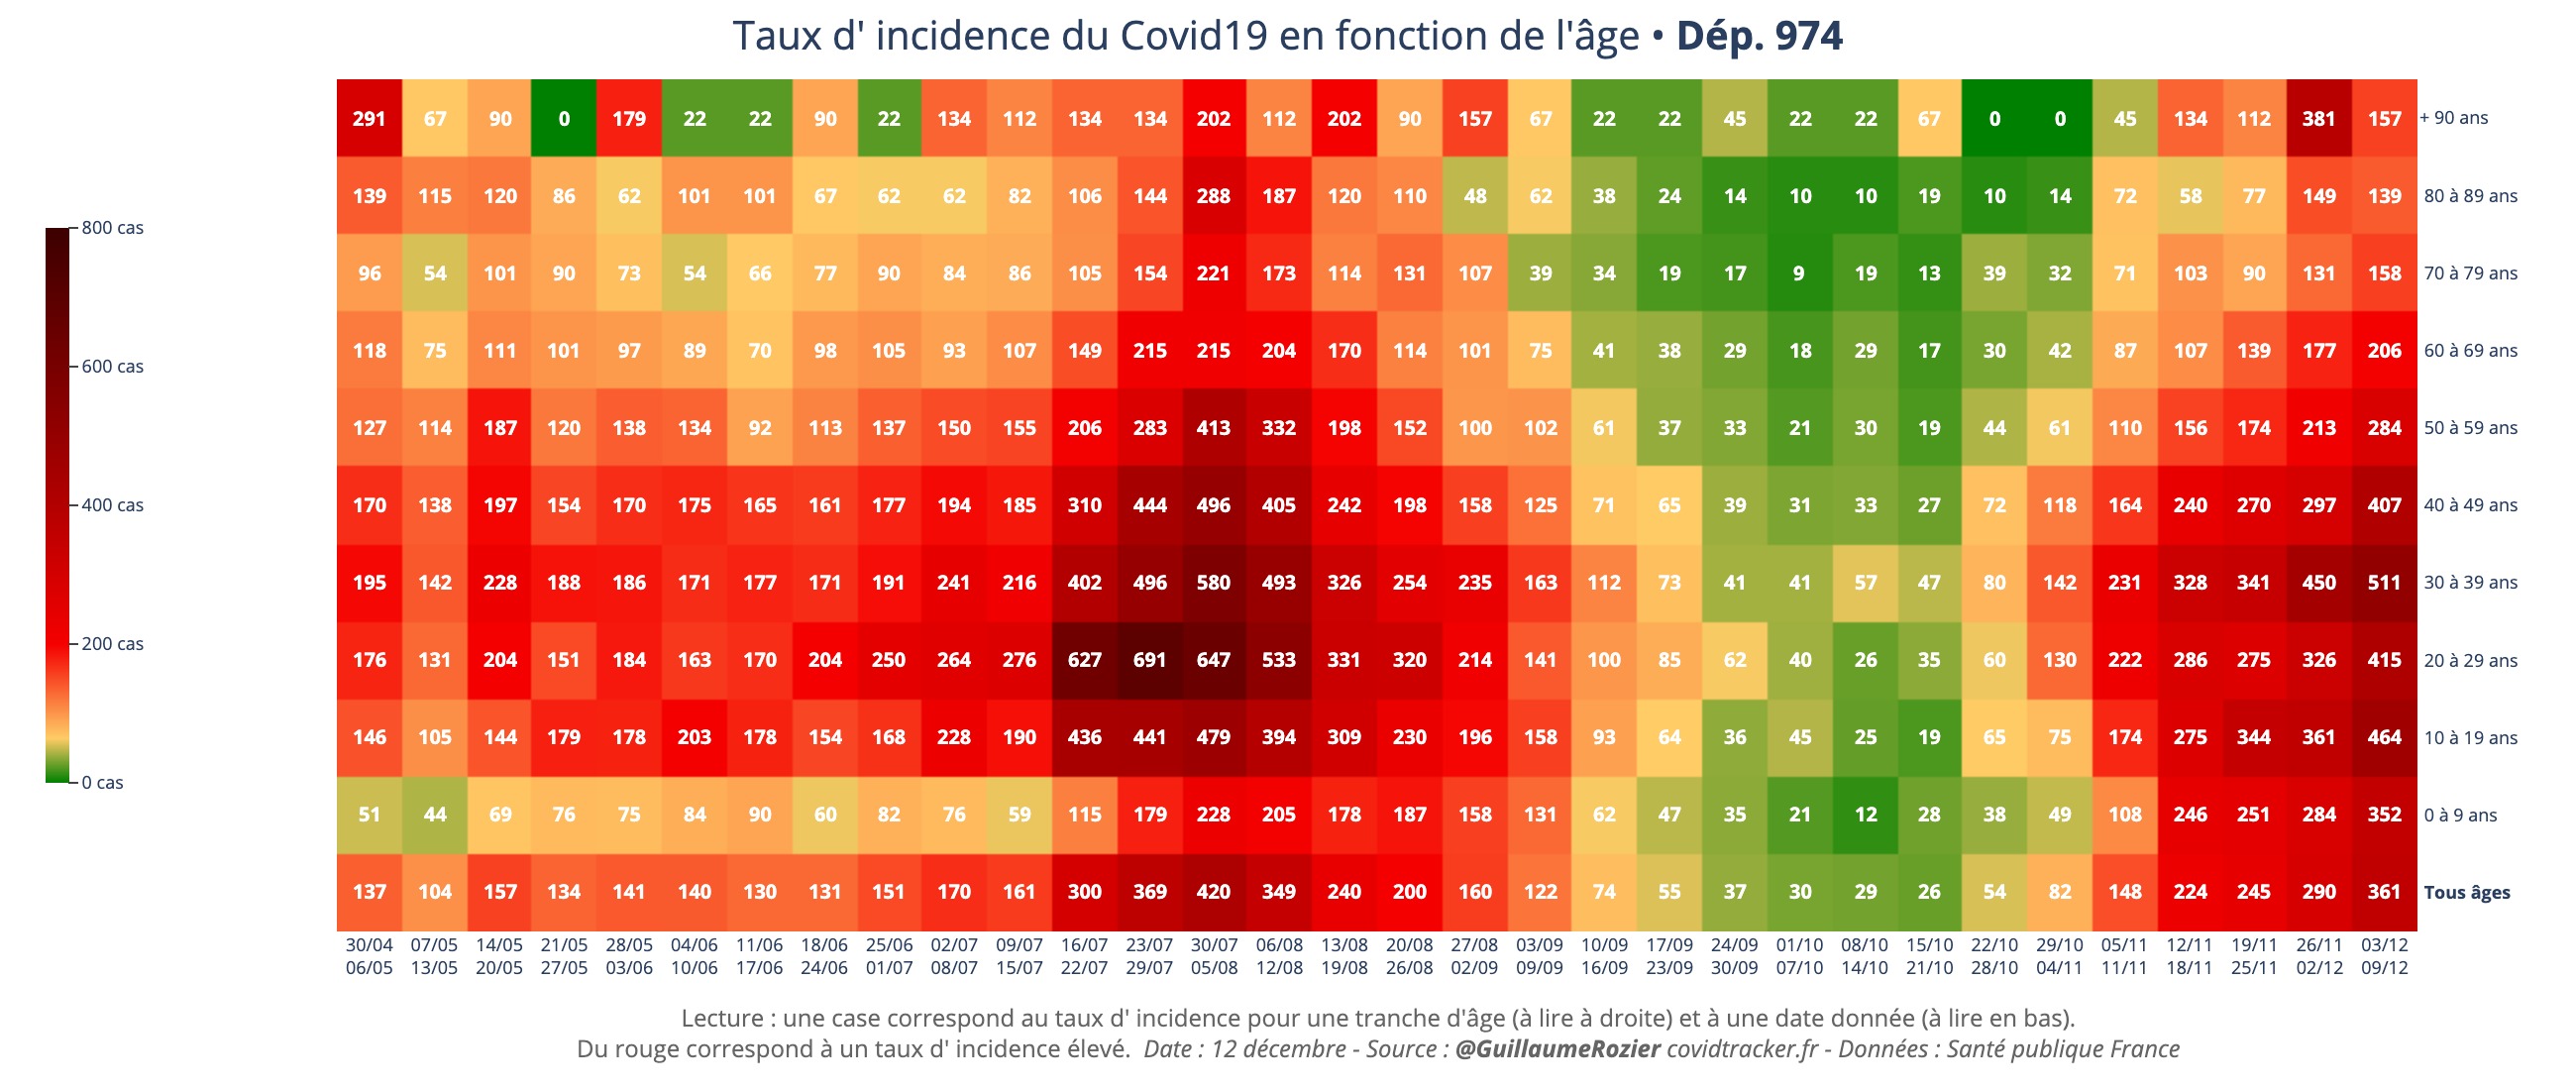 Taux d' incidence du Covid19 en fonction de l'âge • Dép. 974
291 67 90 0 179 22 22 90 22 134 112 134 134 202 112 202 90 157 67 22 22 45 22 22 67 0 0 45 134 112 381 157 + 90 ans
139 115 120 86 62 101 101 67 62 62 82 106 144 288 187 120 110 48 62 38 24 14 10 10 19 10 14 72 58 77 149 139 80 à 89 ans
800 cas
96 54 101 90 73 54 66 77 90 84 86 105 154 221 173 114 131 107 39 34 19 17 9 19 13 39 32 71 103 90 131 158 70 à 79 ans
118 75 111 101 97 89 70 98 105 93 107 149 215 215 204 170 114 101 75 41 38 29 18 29 17 30 42 87 107 139 177 206 60 à 69 ans
600 cas
127 114 187 120 138 134 92 113 137 150 155 206 283 413 332 198 152 100 102 61 37 33 21 30 19 44 61 110 156 174 213 284 50 à 59 ans
400 cas
170 138 197 154 170 175 165 161 177 194 185 310 444 496 405 242 198 158 125 71 65 39 31 33 27 72 118 164 240 270 297 407 40 à 49 ans
195 142 228 188 186 171 177 171 191 241 216 402 496 580 493 326 254 235 163 112 73 41 41 57 47 80 142 231 328 341 450 511 30 à 39 ans
200 cas
176 131 204 151 184 163 170 204 250 264 276 627 691 647 533 331 320 214 141 100 85 62 40 26 35 60 130 222 286 275 326 415 20 à 29 ans
146 105 144 179 178 203 178 154 168 228 190 436 441 479 394 309 230 196 158 93 64 36 45 25 19 65 75 174 275 344 361 464 10 à 19 ans
0 cas
51 44 69 76 75 84 90 60 82 76 59 115 179 228 205 178 187 158 131 62 47 35 21 12 28 38 49 108 246 251 284 352 0 à 9 ans
137 104 157 134 141 140 130 131 151 170 161 300 369 420 349 240 200 160 122 74 55 37 30 29 26 54 82 148 224 245 290 361 Tous âges
30/04 07/05 14/05 21/05 28/05 04/06 11/06 18/06 25/06 02/07 09/07 16/07 23/07 30/07 06/08 13/08 20/08 27/08 03/09 10/09 17/09 24/09 01/10 08/10 15/10 22/10 29/10 05/11 12/11 19/11 26/11 03/12
06/05 13/05 20/05 27/05 03/06 10/06 17/06 24/06 01/07 08/07 15/07 22/07 29/07 05/08 12/08 19/08 26/08 02/09 09/09 16/09 23/09 30/09 07/10 14/10 21/10 28/10 04/11 11/11 18/11 25/11 02/12 09/12
Lecture : une case correspond au taux d' incidence pour une tranche d'âge (à lire à droite) et à une date donnée (à lire en bas).
Du rouge correspond à un taux d' incidence élevé. Date : 12 décembre - Source : @GuillaumeRozier covidtracker.fr - Données : Santé publique France